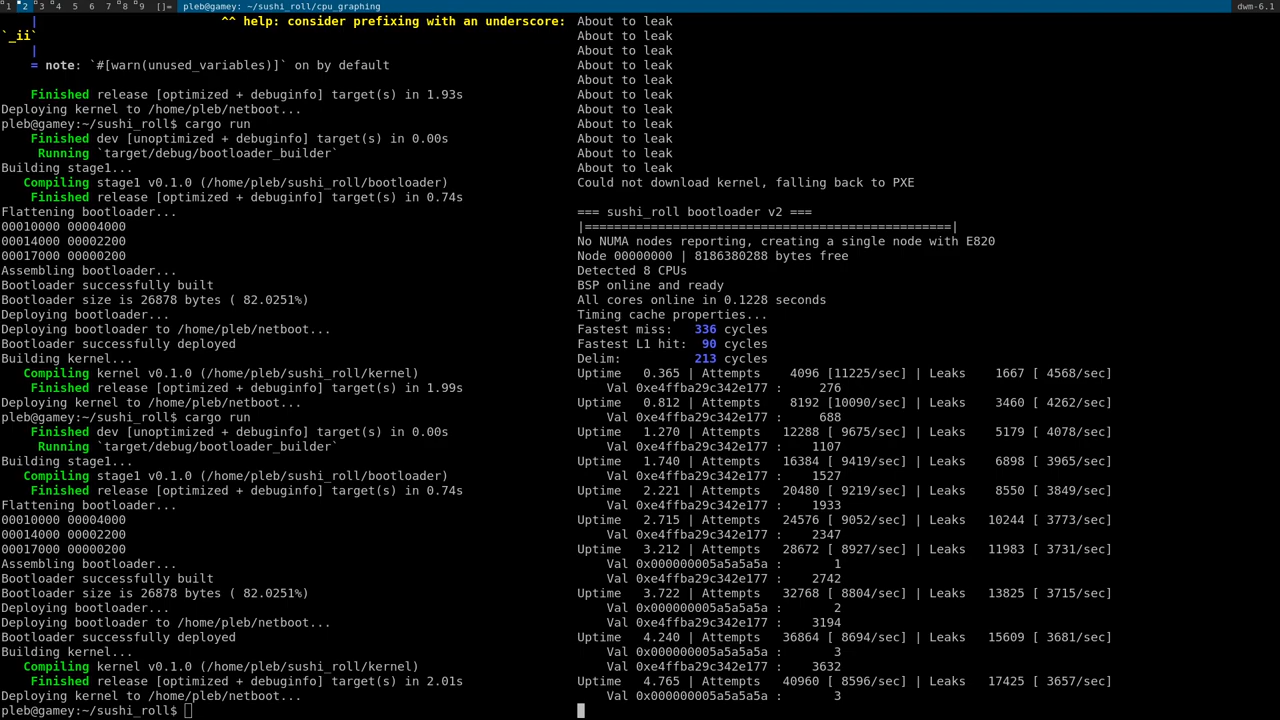 1 2 3 4 5 6 7 8 9 []= pleb@gamey: ~/sushi_roll/cpu_graphing dwm-6.1
| ^^ help: consider prefixing with an underscore:
`_ii`
|
= note: `#[warn(unused_variables)]` on by default
Finished release [optimized + debuginfo] target(s) in 1.93s
Deploying kernel to /home/pleb/netboot...
pleb@gamey:~/sushi_roll$ cargo run
Finished dev [unoptimized + debuginfo] target(s) in 0.00s
Running `target/debug/bootloader_builder`
Building stage1...
Compiling stage1 v0.1.0 (/home/pleb/sushi_roll/bootloader)
Finished release [optimized + debuginfo] target(s) in 0.74s
Flattening bootloader...
00010000 00004000
00014000 00002200
00017000 00000200
Assembling bootloader...
Bootloader successfully built
Bootloader size is 26878 bytes ( 82.0251%)
Deploying bootloader...
Deploying bootloader to /home/pleb/netboot...
Bootloader successfully deployed
Building kernel...
Compiling kernel v0.1.0 (/home/pleb/sushi_roll/kernel)
Finished release [optimized + debuginfo] target(s) in 1.99s
Deploying kernel to /home/pleb/netboot...
pleb@gamey:~/sushi_roll$ cargo run
Finished dev [unoptimized + debuginfo] target(s) in 0.00s
Running `target/debug/bootloader_builder`
Building stage1...
Compiling stage1 v0.1.0 (/home/pleb/sushi_roll/bootloader)
Finished release [optimized + debuginfo] target(s) in 0.74s
Flattening bootloader...
00010000 00004000
00014000 00002200
00017000 00000200
Assembling bootloader...
Bootloader successfully built
Bootloader size is 26878 bytes ( 82.0251%)
Deploying bootloader...
Deploying bootloader to /home/pleb/netboot...
Bootloader successfully deployed
Building kernel...
Compiling kernel v0.1.0 (/home/pleb/sushi_roll/kernel)
Finished release [optimized + debuginfo] target(s) in 2.01s
Deploying kernel to /home/pleb/netboot...
pleb@gamey:~/sushi_roll$
About to leak
About to leak
About to leak
About to leak
About to leak
About to leak
About to leak
About to leak
About to leak
About to leak
About to leak
Could not download kernel, falling back to PXE
=== sushi_roll bootloader v2 ===
|==================================================|
No NUMA nodes reporting, creating a single node with E820
Node 00000000 | 8186380288 bytes free
Detected 8 CPUs
BSP online and ready
All cores online in 0.1228 seconds
Timing cache properties...
Fastest miss: 336 cycles
Fastest L1 hit: 90 cycles
Delim: 213 cycles
Uptime 0.365 | Attempts 4096 [11225/sec] | Leaks 1667 [ 4568/sec]
Val 0xe4ffba29c342e177 : 276
Uptime 0.812 | Attempts 8192 [10090/sec] | Leaks 3460 [ 4262/sec]
Val 0xe4ffba29c342e177 : 688
Uptime 1.270 | Attempts 12288 [ 9675/sec] | Leaks 5179 [ 4078/sec]
Val 0xe4ffba29c342e177 : 1107
Uptime 1.740 | Attempts 16384 [ 9419/sec] | Leaks 6898 [ 3965/sec]
Val 0xe4ffba29c342e177 : 1527
Uptime 2.221 | Attempts 20480 [ 9219/sec] | Leaks 8550 [ 3849/sec]
Val 0xe4ffba29c342e177 : 1933
Uptime 2.715 | Attempts 24576 [ 9052/sec] | Leaks 10244 [ 3773/sec]
Val 0xe4ffba29c342e177 : 2347
Uptime 3.212 | Attempts 28672 [ 8927/sec] | Leaks 11983 [ 3731/sec]
Val 0x000000005a5a5a5a : 1
Val 0xe4ffba29c342e177 : 2742
Uptime 3.722 | Attempts 32768 [ 8804/sec] | Leaks 13825 [ 3715/sec]
Val 0x000000005a5a5a5a : 2
Val 0xe4ffba29c342e177 : 3194
Uptime 4.240 | Attempts 36864 [ 8694/sec] | Leaks 15609 [ 3681/sec]
Val 0x000000005a5a5a5a : 3
Val 0xe4ffba29c342e177 : 3632
Uptime 4.765 | Attempts 40960 [ 8596/sec] | Leaks 17425 [ 3657/sec]
Val 0x000000005a5a5a5a : 3